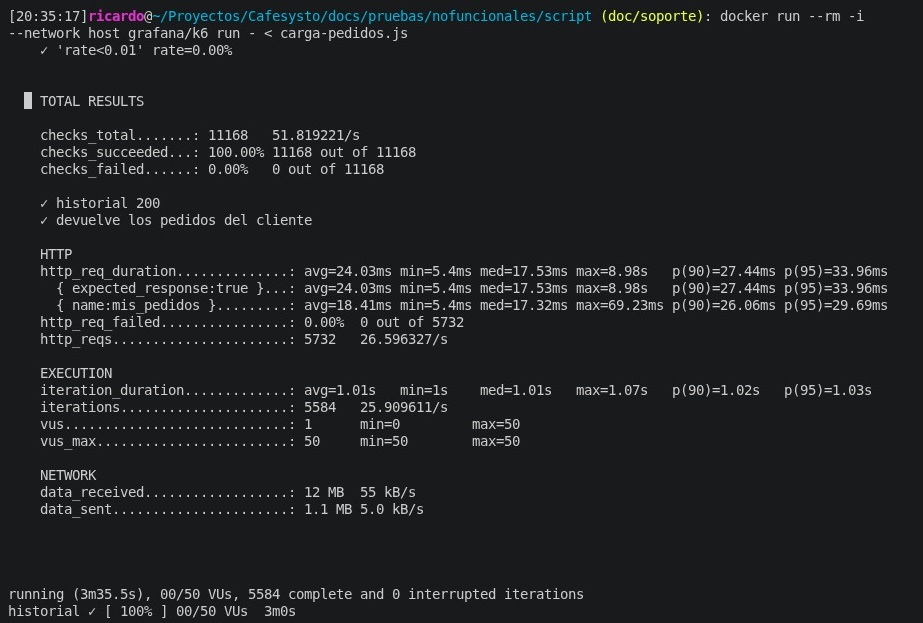 [20:35:17]ricardo@~/Proyectos/Cafesysto/docs/pruebas/nofuncionales/script (doc/soporte): docker run --rm -i
--network host grafana/k6 run - < carga-pedidos.js
✓ 'rate<0.01' rate=0.00%
█ TOTAL RESULTS
checks_total.......: 11168   51.819221/s
checks_succeeded...: 100.00% 11168 out of 11168
checks_failed......: 0.00%   0 out of 11168
✓ historial 200
✓ devuelve los pedidos del cliente
HTTP
http_req_duration..............: avg=24.03ms min=5.4ms med=17.53ms max=8.98s   p(90)=27.44ms p(95)=33.96ms
{ expected_response:true }...: avg=24.03ms min=5.4ms med=17.53ms max=8.98s   p(90)=27.44ms p(95)=33.96ms
{ name:mis_pedidos }.........: avg=18.41ms min=5.4ms med=17.32ms max=69.23ms p(90)=26.06ms p(95)=29.69ms
http_req_failed................: 0.00%  0 out of 5732
http_reqs......................: 5732   26.596327/s
EXECUTION
iteration_duration.............: avg=1.01s   min=1s    med=1.01s   max=1.07s   p(90)=1.02s   p(95)=1.03s
iterations.....................: 5584   25.909611/s
vus............................: 1      min=0         max=50
vus_max........................: 50     min=50        max=50
NETWORK
data_received..................: 12 MB  55 kB/s
data_sent......................: 1.1 MB 5.0 kB/s
running (3m35.5s), 00/50 VUs, 5584 complete and 0 interrupted iterations
historial ✓ [ 100% ] 00/50 VUs  3m0s